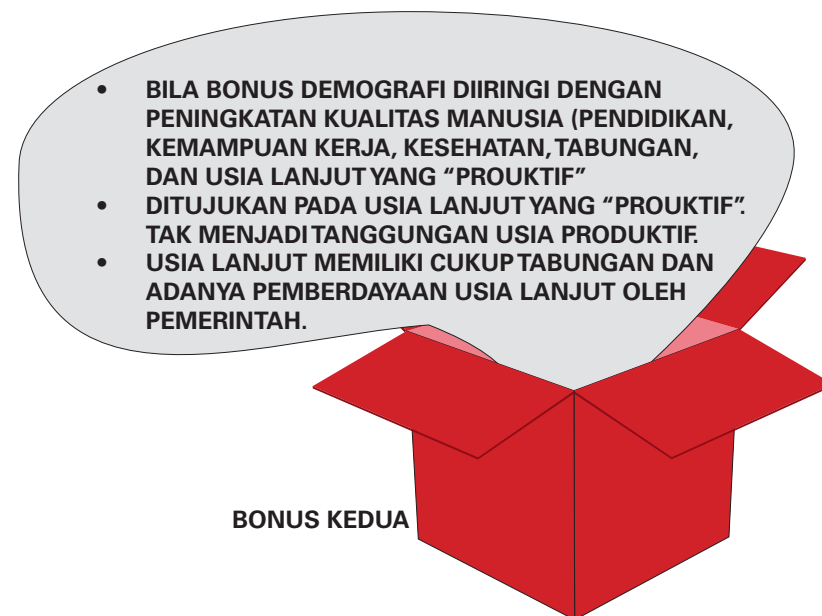 • BILA BONUS DEMOGRAFI DIIRINGI DENGAN
PENINGKATAN KUALITAS MANUSIA (PENDIDIKAN,
KEMAMPUAN KERJA, KESEHATAN, TABUNGAN,
DAN USIA LANJUT YANG “PROUKTIF”
• DITUJUKAN PADA USIA LANJUT YANG “PROUKTIF”.
TAK MENJADI TANGGUNGAN USIA PRODUKTIF.
• USIA LANJUT MEMILIKI CUKUP TABUNGAN DAN
ADANYA PEMBERDAYAAN USIA LANJUT OLEH
PEMERINTAH.
BONUS KEDUA